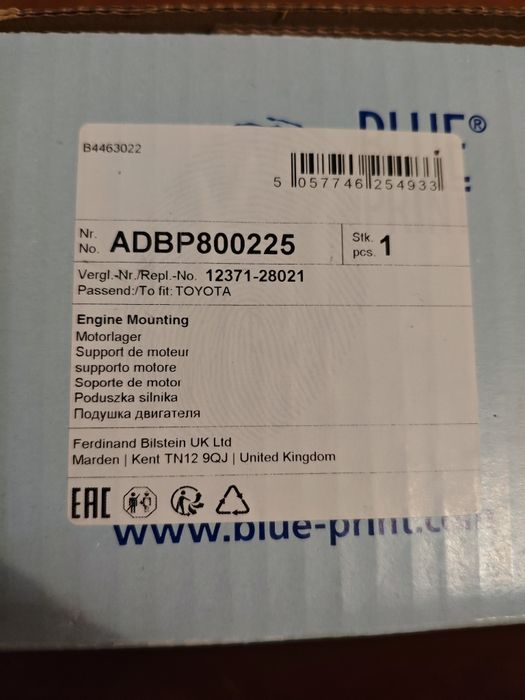 BLUE®
B4463022
5 057746 254933
Nr.
No. ADBP800225
Stk.
pcs. 1
Vergl.-Nr./Repl.-No. 12371-28021
Passend:/To fit: TOYOTA
Engine Mounting
Motorlager
Support de moteur
supporto motore
Soporte de motor
Poduszka silnika
Подушка двигателя
Ferdinand Bilstein UK Ltd
Marden | Kent TN12 9QJ | United Kingdom
EAC
www.blue-print.com